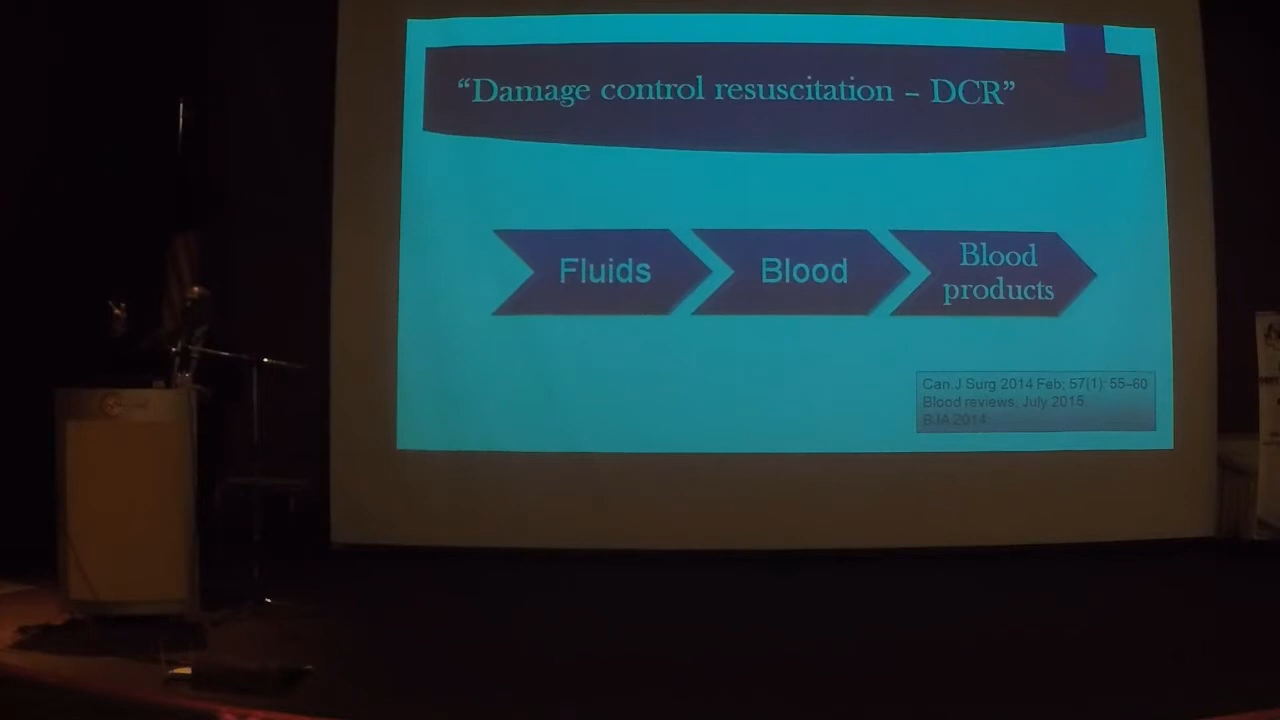 “Damage control resuscitation – DCR”
Fluids
Blood
Blood
products
Can.J Surg 2014 Feb; 57(1): 55–60
Blood reviews, July 2015.
BJA 2014